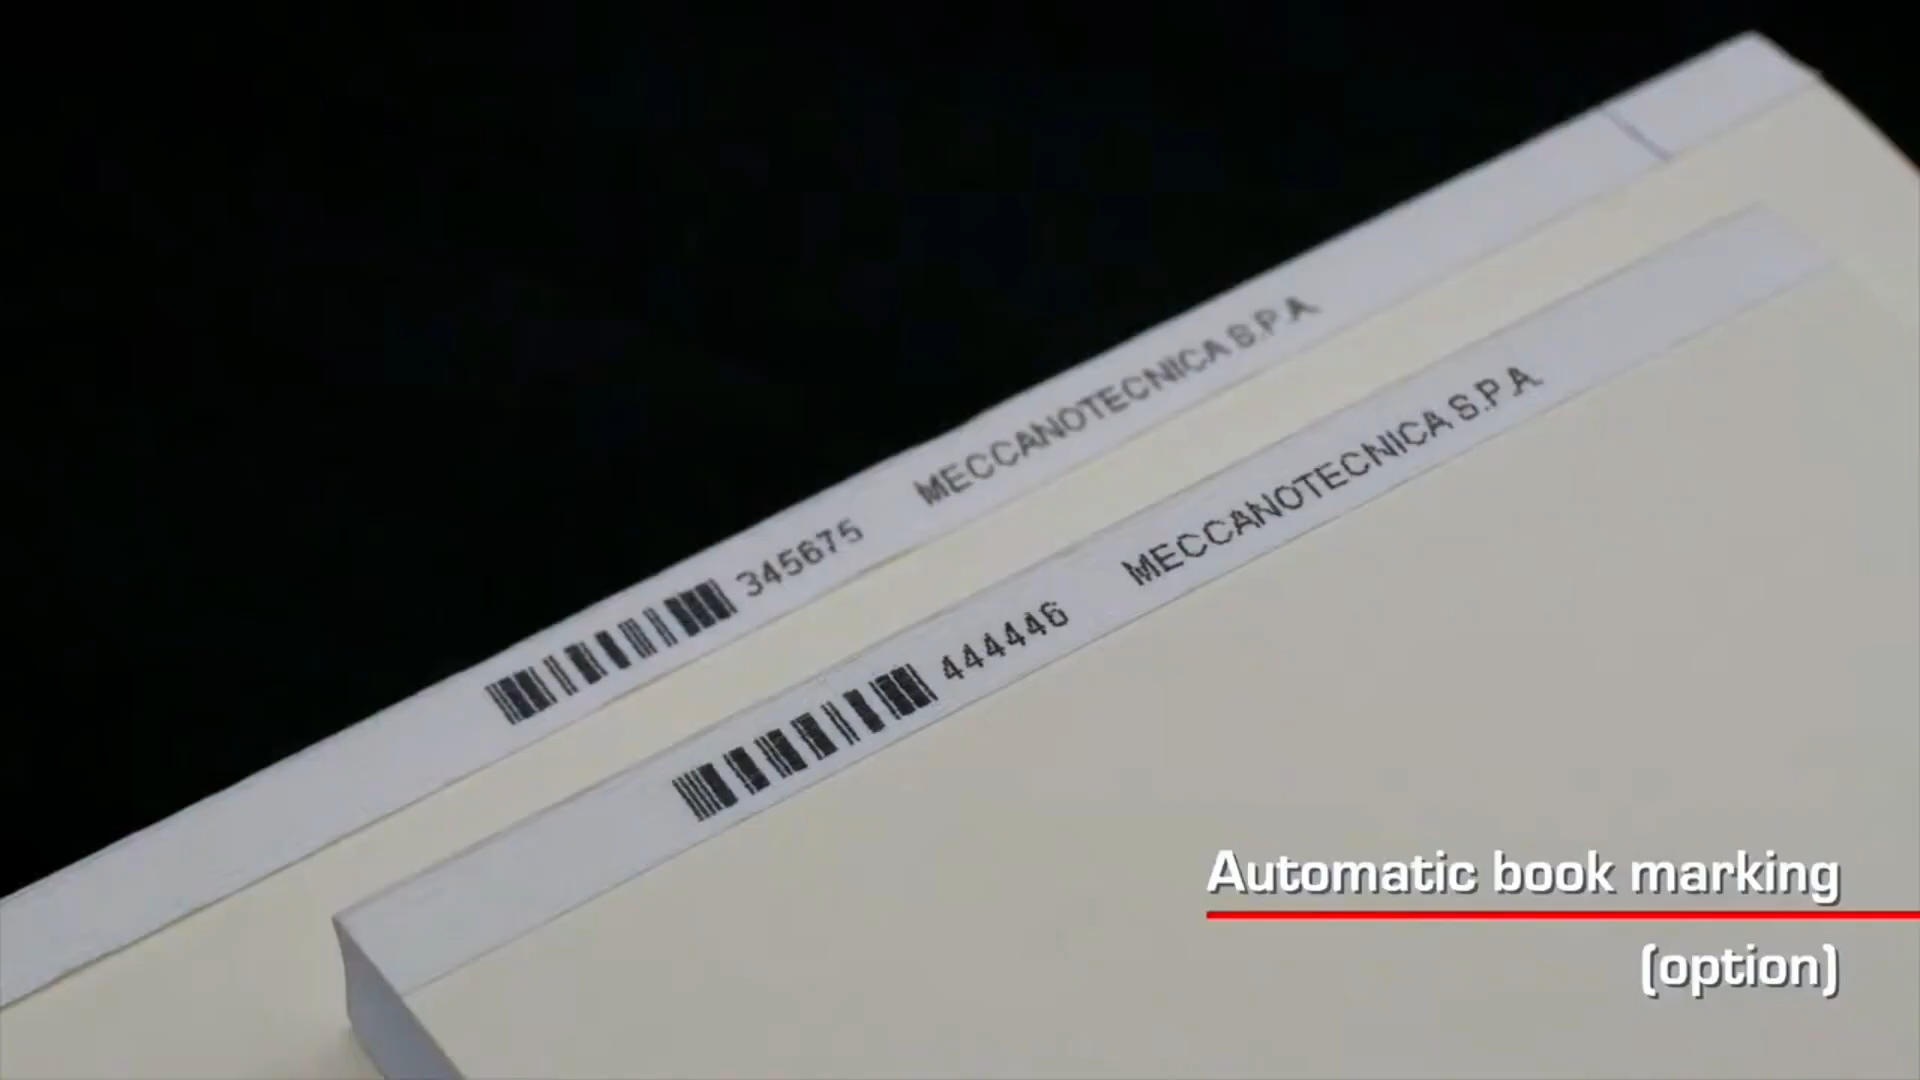 345675 MECCANOTECNICA S.P.A.
444446 MECCANOTECNICA S.P.A.
Automatic book marking
(option)